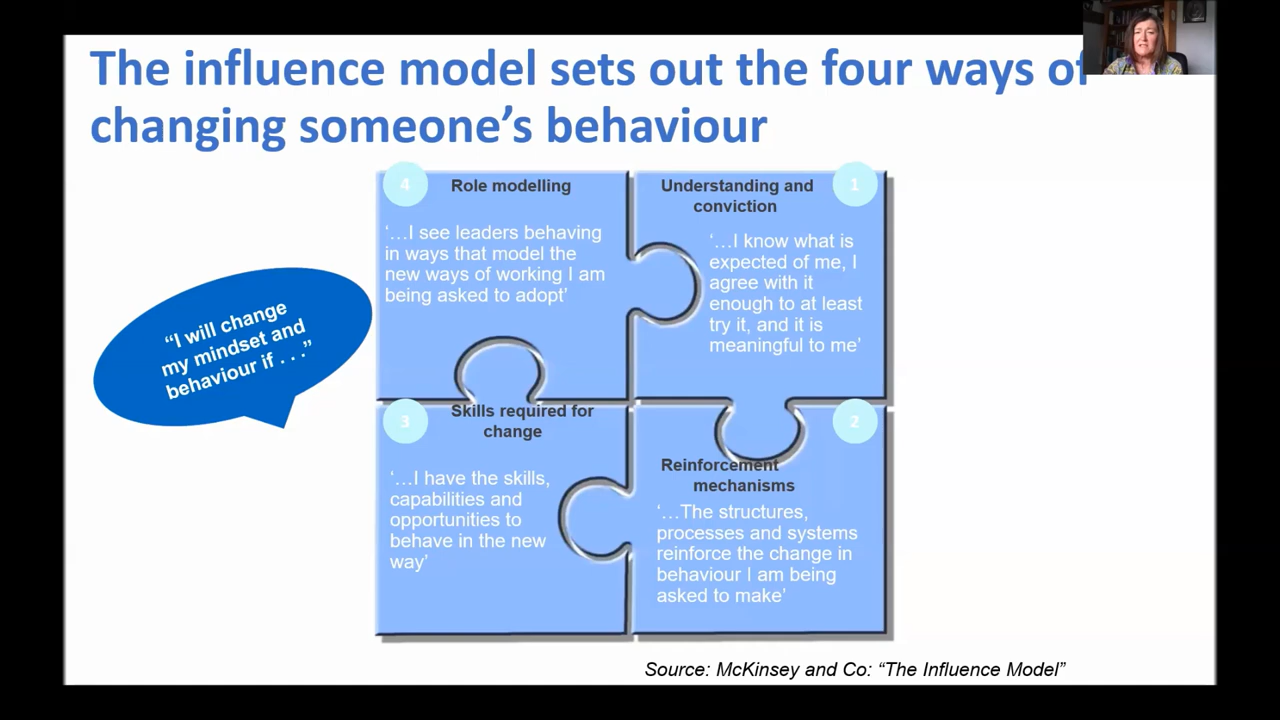 The influence model sets out the four ways of
changing someone's behaviour
4
Role modelling
'…I see leaders behaving
in ways that model the
new ways of working I am
being asked to adopt'
Understanding and
conviction
1
'…I know what is
expected of me, I
agree with it
enough to at least
try it, and it is
meaningful to me'
"I will change
my mindset and
behaviour if . . ."
3
Skills required for
change
'…I have the skills,
capabilities and
opportunities to
behave in the new
way'
2
Reinforcement
mechanisms
'…The structures,
processes and systems
reinforce the change in
behaviour I am being
asked to make'
Source: McKinsey and Co: "The Influence Model"